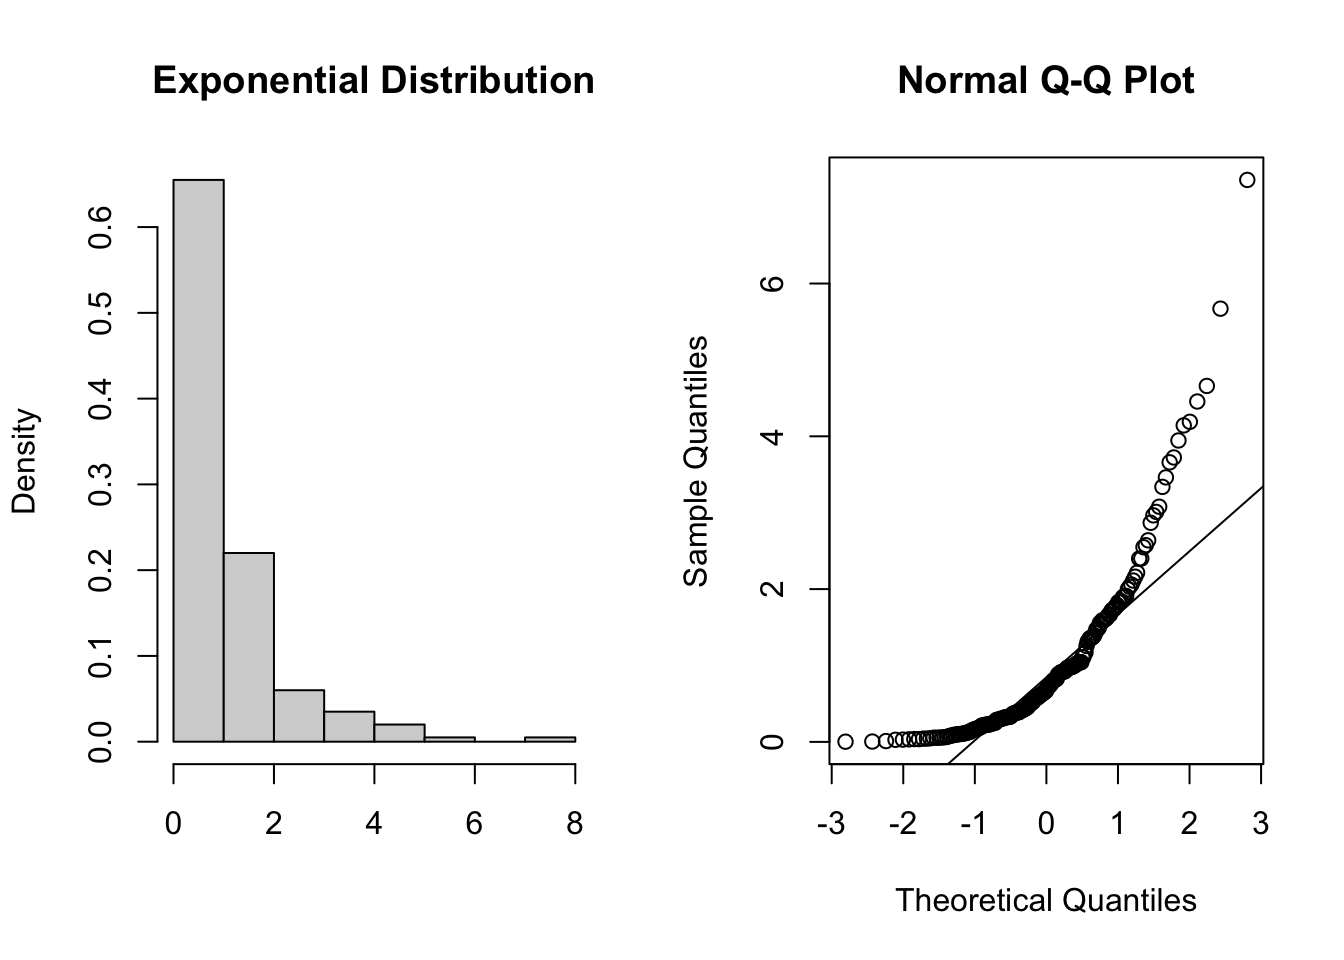 Exponential Distribution
Density
0.0 0.1 0.2 0.3 0.4 0.5 0.6
0 2 4 6 8
Normal Q-Q Plot
Sample Quantiles
0 2 4 6
-3 -2 -1 0 1 2 3
Theoretical Quantiles